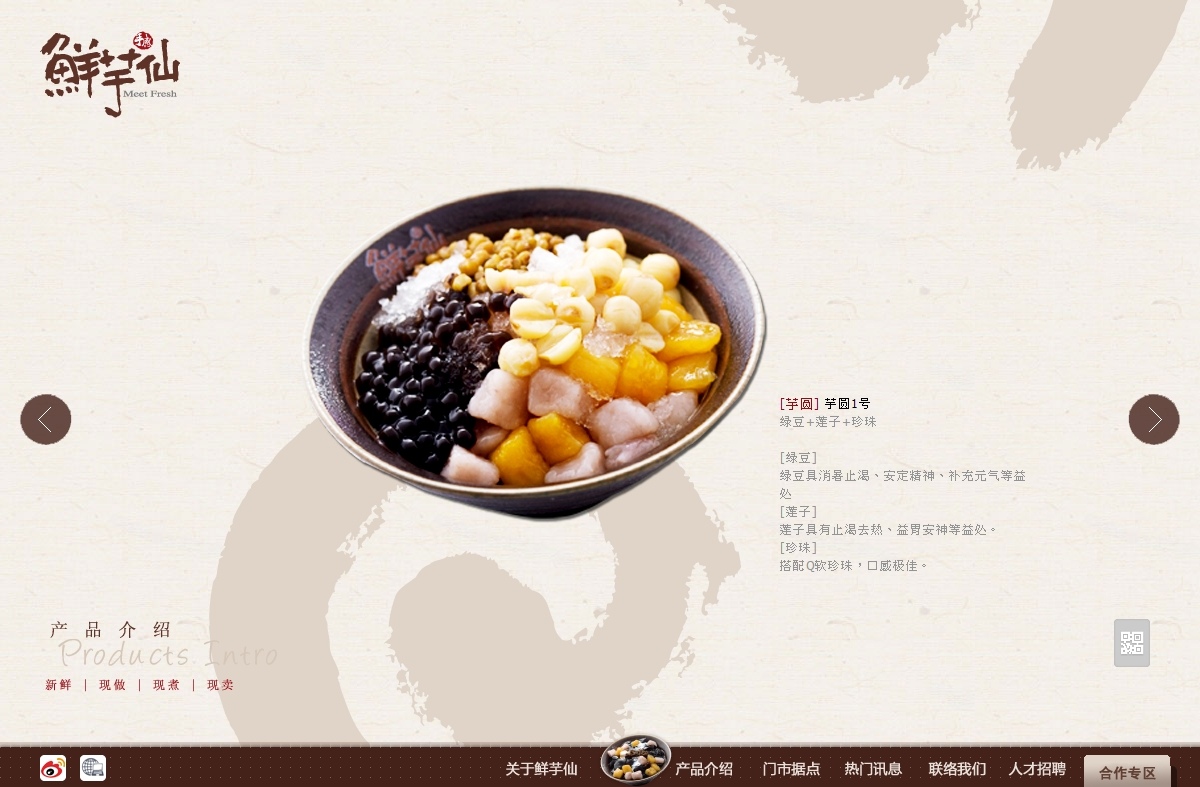 鮮芋仙
手感
Meet Fresh
鮮芋仙
[芋圆] 芋圆1号
绿豆+莲子+珍珠
[绿豆]
绿豆具消暑止渴、安定精神、补充元气等益
处
[莲子]
莲子具有止渴去热、益胃安神等益处。
[珍珠]
搭配Q软珍珠，口感极佳。
产品介绍
Products Intro
新鲜 | 现做 | 现煮 | 现卖
关于鲜芋仙 产品介绍 门市据点 热门讯息 联络我们 人才招聘 合作专区